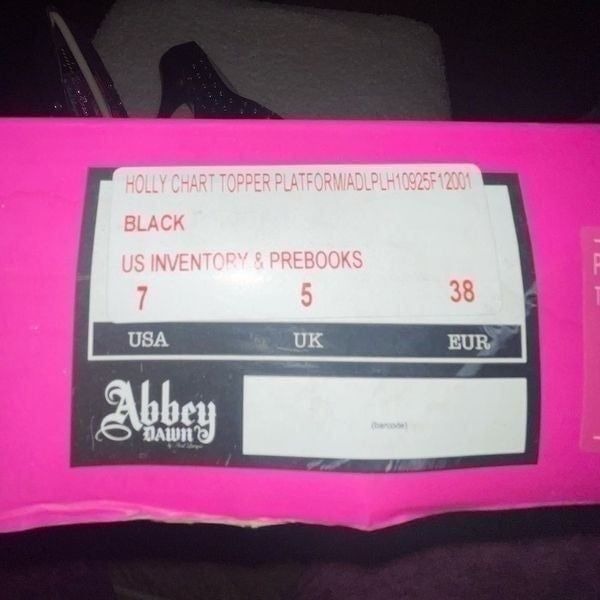 HOLLY CHART TOPPER PLATFORM/ADLPLH10925F12001
BLACK
US INVENTORY & PREBOOKS
7 5 38
USA UK EUR
Abbey
DAWN
(barcode)